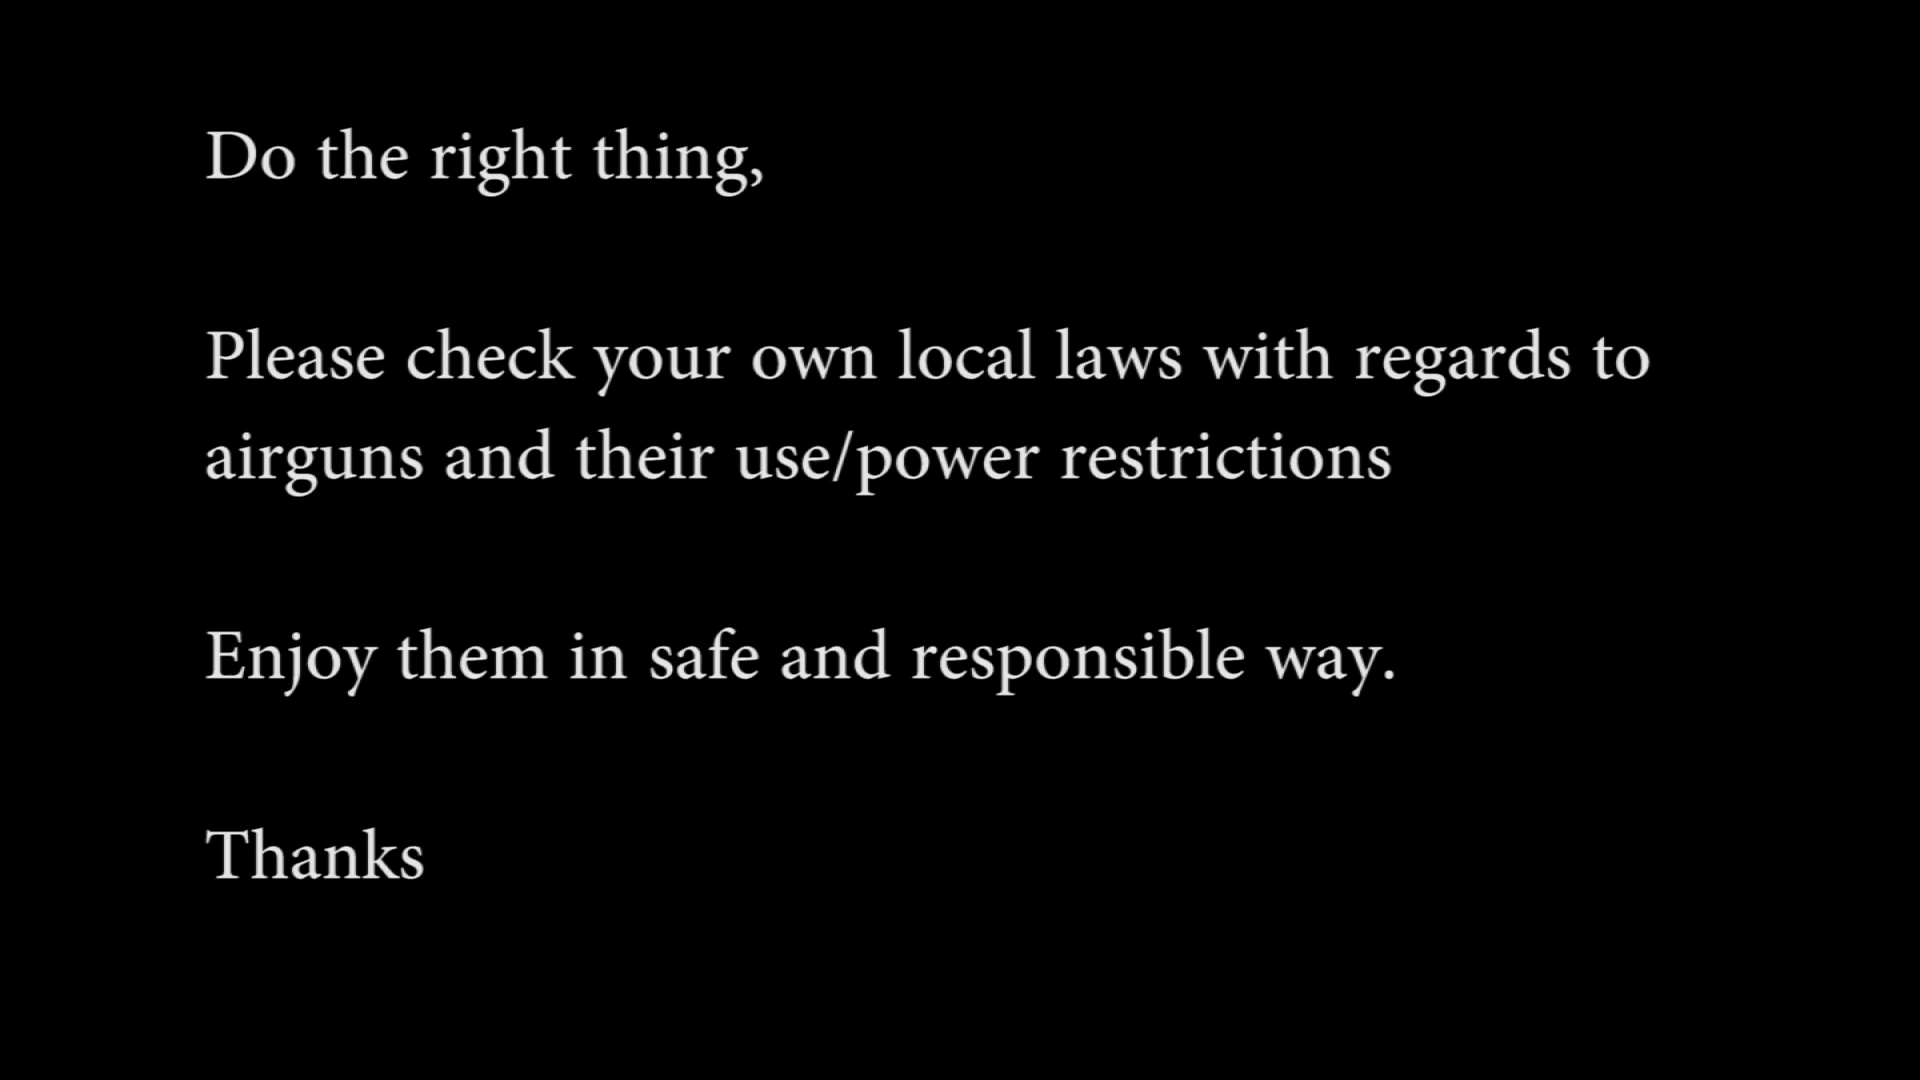 Do the right thing,
Please check your own local laws with regards to
airguns and their use/power restrictions
Enjoy them in safe and responsible way.
Thanks